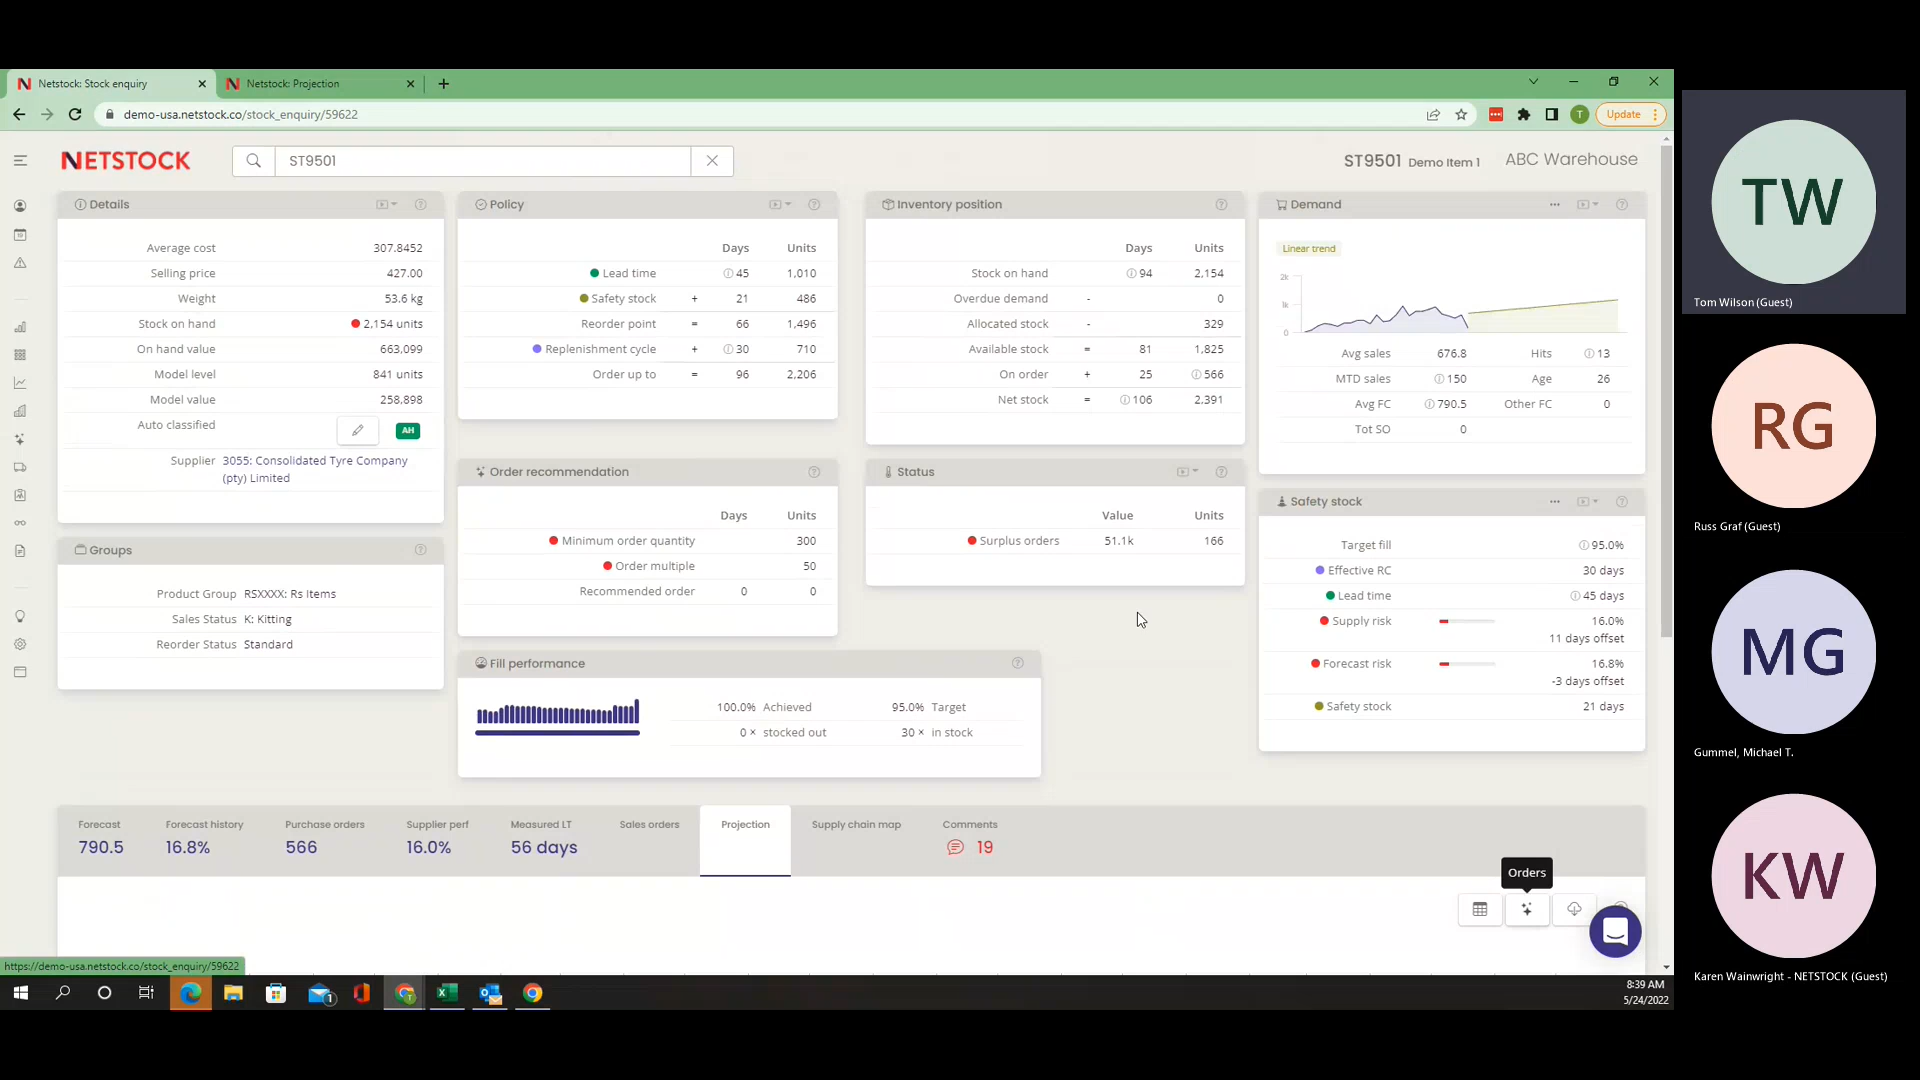 Netstock: Stock enquiry
Netstock: Projection
demo-usa.netstock.co/stock_enquiry/59622
T
Update
NETSTOCK
ST9501
ST9501 Demo Item 1
ABC Warehouse
Details
Average cost 307.8452
Selling price 427.00
Weight 53.6 kg
Stock on hand 2,154 units
On hand value 663,099
Model level 841 units
Model value 258,898
Auto classified AH
Supplier 3055: Consolidated Tyre Company
(pty) Limited
Groups
Product Group RSXXXX: Rs Items
Sales Status K: Kitting
Reorder Status Standard
Policy
Days Units
Lead time 45 1,010
Safety stock + 21 486
Reorder point = 66 1,496
Replenishment cycle + 30 710
Order up to = 96 2,206
Order recommendation
Days Units
Minimum order quantity 300
Order multiple 50
Recommended order 0 0
Fill performance
100.0% Achieved 95.0% Target
0 × stocked out 30 × in stock
Inventory position
Days Units
Stock on hand 94 2,154
Overdue demand - 0
Allocated stock - 329
Available stock = 81 1,825
On order + 25 566
Net stock = 106 2,391
Status
Value Units
Surplus orders 51.1k 166
Demand
Linear trend
2k
1k
0
Avg sales 676.8 Hits 13
MTD sales 150 Age 26
Avg FC 790.5 Other FC 0
Tot SO 0
Safety stock
Target fill 95.0%
Effective RC 30 days
Lead time 45 days
Supply risk 16.0%
11 days offset
Forecast risk 16.8%
-3 days offset
Safety stock 21 days
Forecast
790.5
Forecast history
16.8%
Purchase orders
566
Supplier perf
16.0%
Measured LT
56 days
Sales orders
Projection
Supply chain map
Comments
19
Orders
https://demo-usa.netstock.co/stock_enquiry/59622
1
8:39 AM
5/24/2022
TW
Tom Wilson (Guest)
RG
Russ Graf (Guest)
MG
Gummel, Michael T.
KW
Karen Wainwright - NETSTOCK (Guest)